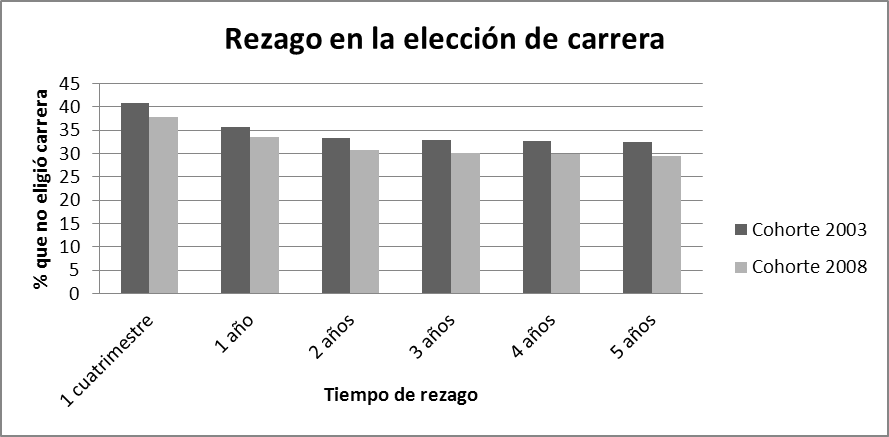 Rezago en la elección de carrera
% que no eligió carrera
45
40
35
30
25
20
15
10
5
0
1 cuatrimestre
1 año
2 años
3 años
4 años
5 años
Tiempo de rezago
Cohorte 2003
Cohorte 2008